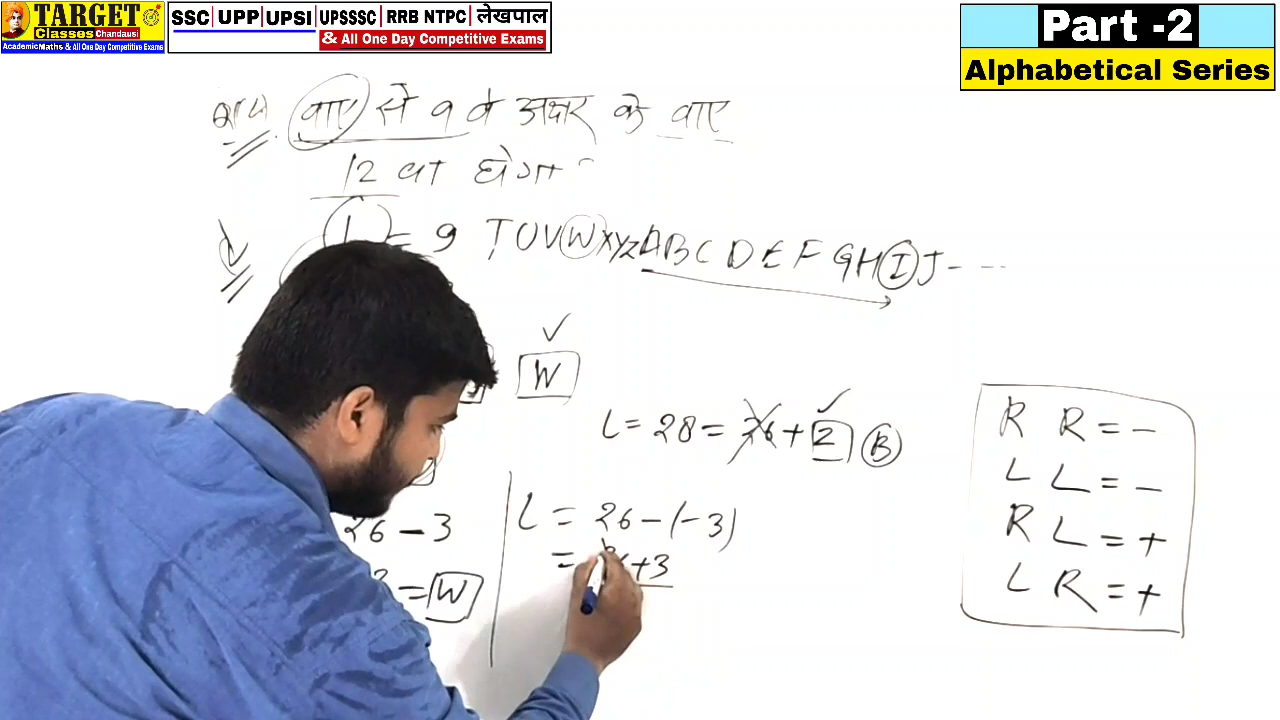 TARGET
Classes Chandausi
Academic Maths & All One Day Competitive Exams
SSC | UPP | UPSI | UPSSSC | RRB NTPC | लेखपाल
& All One Day Competitive Exams
Part -2
Alphabetical Series
बाए से 9 वे अक्षर के बाए
12 वा होगा ?
L = 9 TUVWXYZABCDEFGHIJ----
W
L = 28 = 26 + 2 B
R R = -
L L = -
R L = +
L R = +
26 - 3
= W
L = 26 - (-3)
= +3